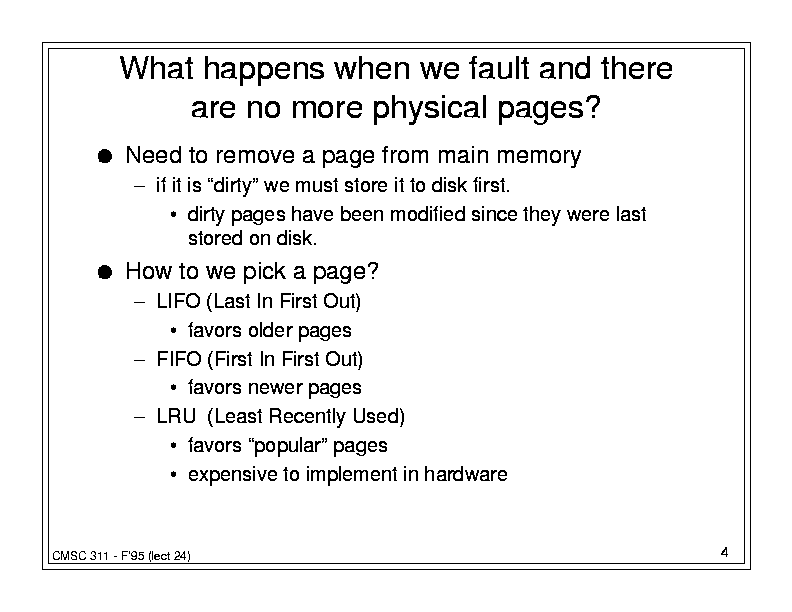 What happens when we fault and there
are no more physical pages?
● Need to remove a page from main memory
– if it is “dirty” we must store it to disk first.
• dirty pages have been modified since they were last
stored on disk.
● How to we pick a page?
– LIFO (Last In First Out)
• favors older pages
– FIFO (First In First Out)
• favors newer pages
– LRU (Least Recently Used)
• favors “popular” pages
• expensive to implement in hardware
CMSC 311 - F'95 (lect 24)
4